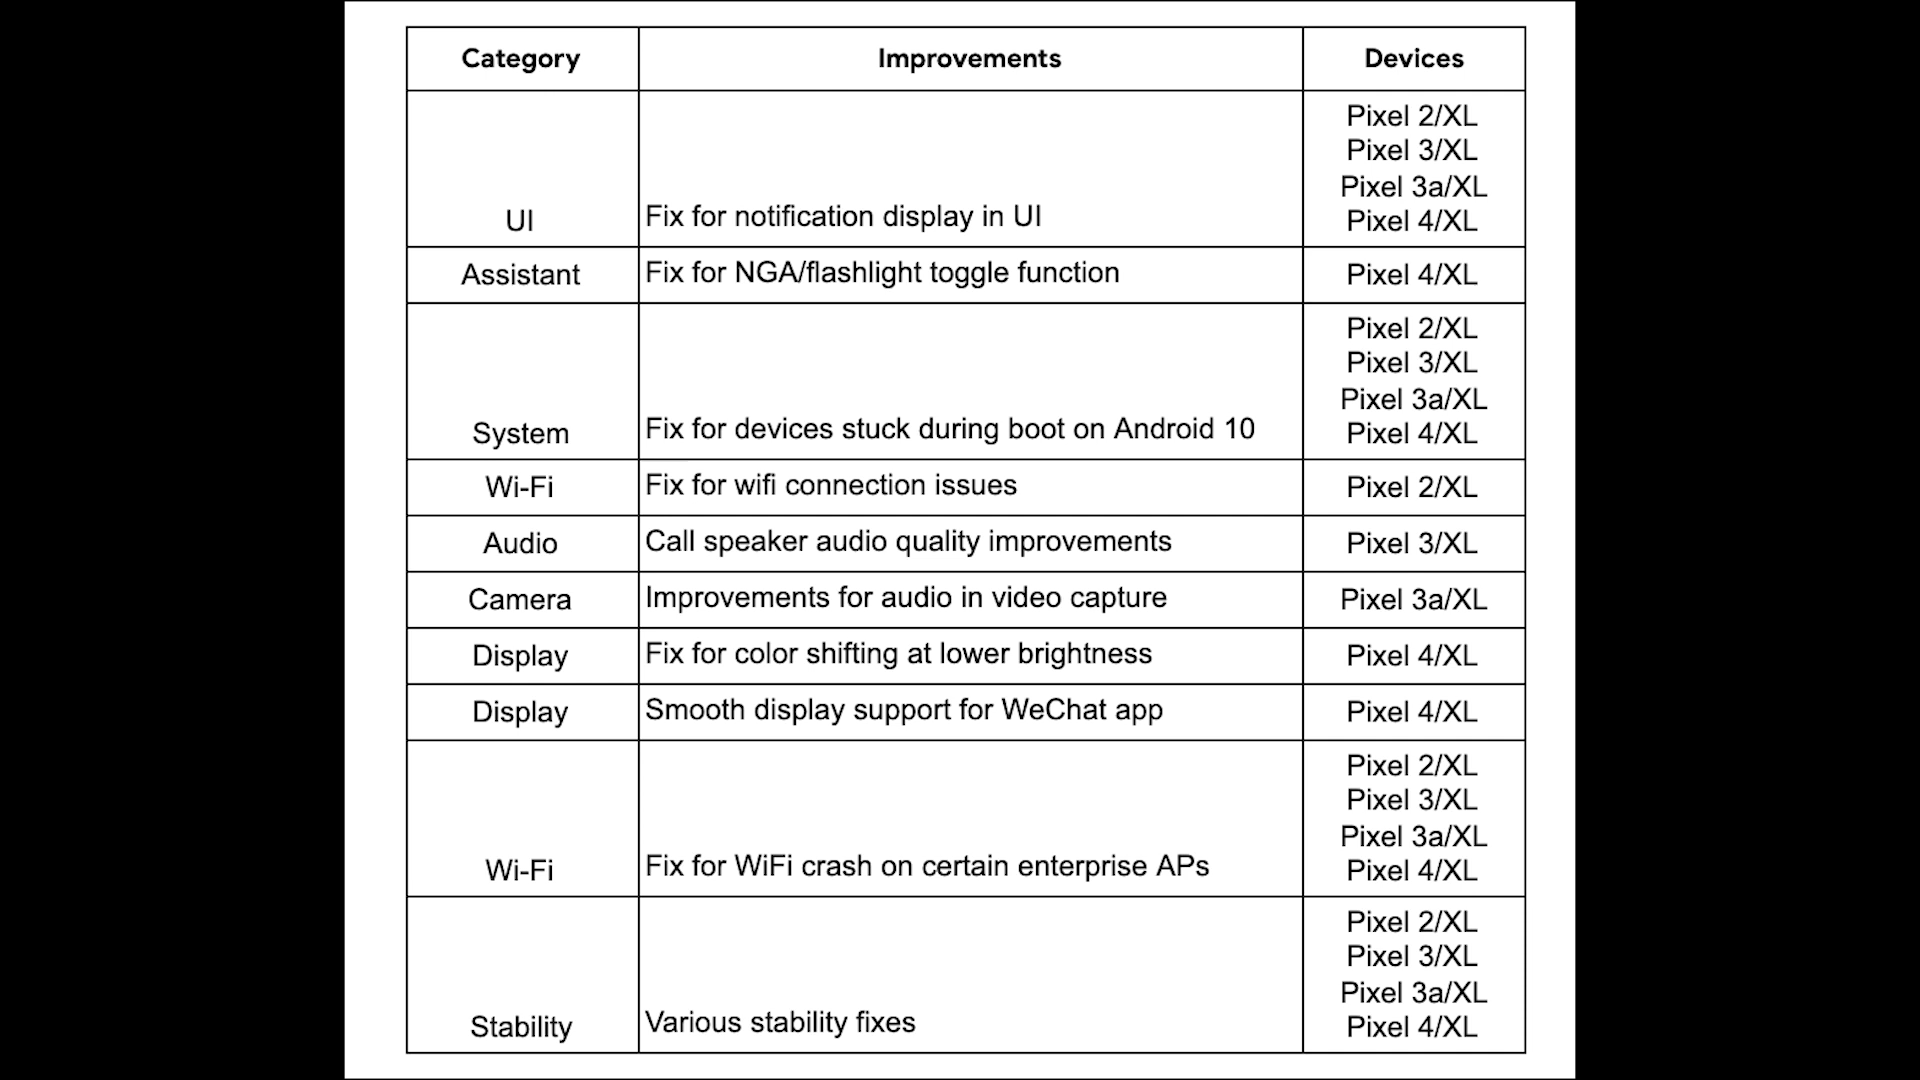 Category Improvements Devices
Pixel 2/XL
Pixel 3/XL
Pixel 3a/XL
UI Fix for notification display in UI Pixel 4/XL
Assistant Fix for NGA/flashlight toggle function Pixel 4/XL
Pixel 2/XL
Pixel 3/XL
Pixel 3a/XL
System Fix for devices stuck during boot on Android 10 Pixel 4/XL
Wi-Fi Fix for wifi connection issues Pixel 2/XL
Audio Call speaker audio quality improvements Pixel 3/XL
Camera Improvements for audio in video capture Pixel 3a/XL
Display Fix for color shifting at lower brightness Pixel 4/XL
Display Smooth display support for WeChat app Pixel 4/XL
Pixel 2/XL
Pixel 3/XL
Pixel 3a/XL
Wi-Fi Fix for WiFi crash on certain enterprise APs Pixel 4/XL
Pixel 2/XL
Pixel 3/XL
Pixel 3a/XL
Stability Various stability fixes Pixel 4/XL